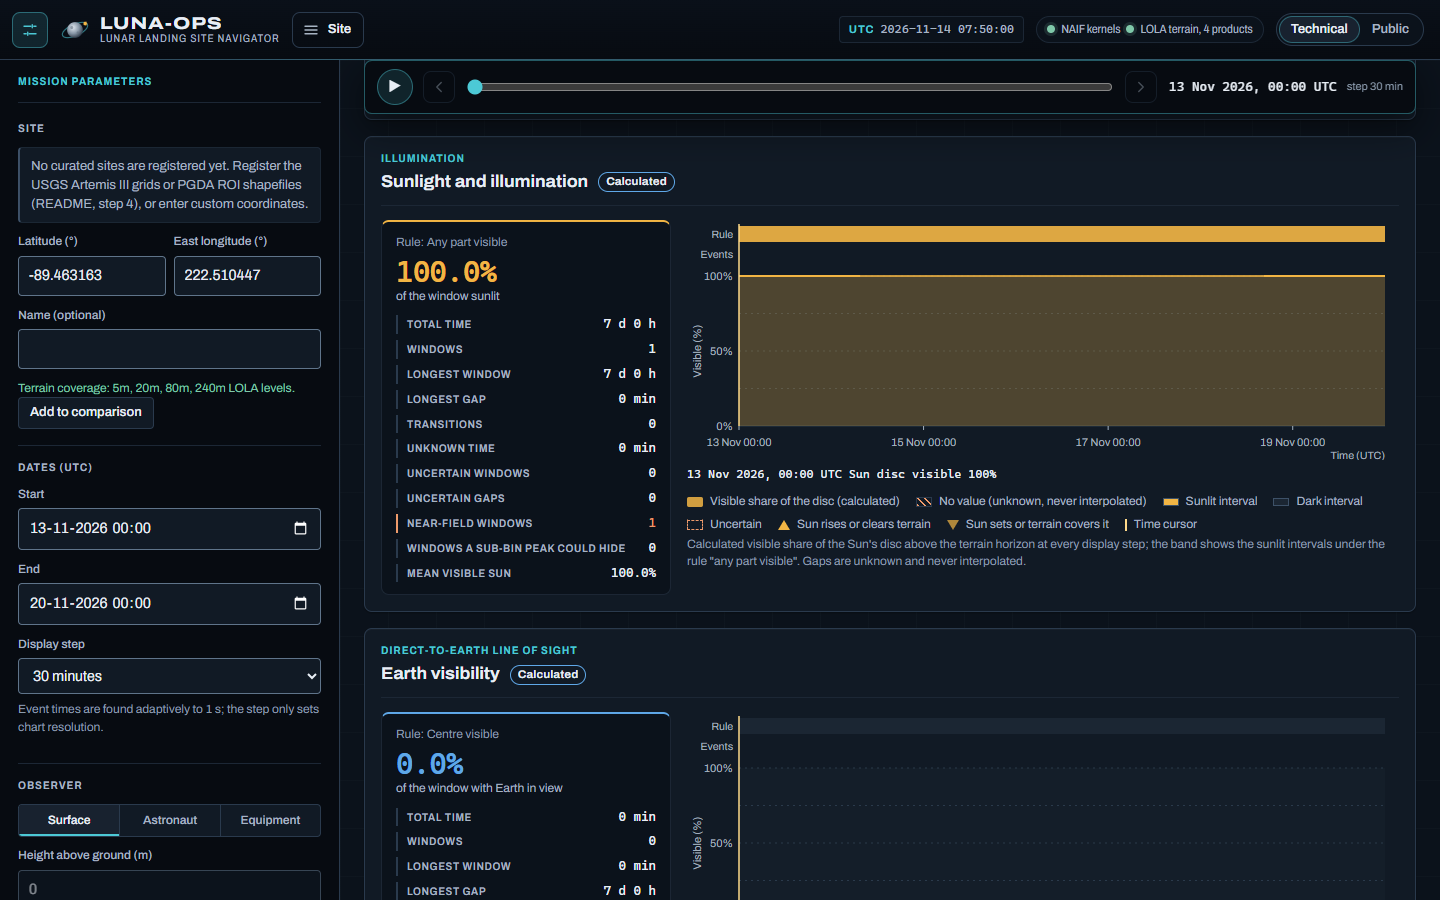 LUNA-OPS
LUNAR LANDING SITE NAVIGATOR
Site
UTC 2026-11-14 07:50:00
NAIF kernels
LOLA terrain, 4 products
Technical
Public
MISSION PARAMETERS
SITE
No curated sites are registered yet. Register the
USGS Artemis III grids or PGDA ROI shapefiles
(README, step 4), or enter custom coordinates.
Latitude (°)
East longitude (°)
-89.463163
222.510447
Name (optional)
Terrain coverage: 5m, 20m, 80m, 240m LOLA levels.
Add to comparison
DATES (UTC)
Start
13-11-2026 00:00
End
20-11-2026 00:00
Display step
30 minutes
Event times are found adaptively to 1 s; the step only sets
chart resolution.
OBSERVER
Surface
Astronaut
Equipment
Height above ground (m)
0
13 Nov 2026, 00:00 UTC
step 30 min
ILLUMINATION
Sunlight and illumination
Calculated
Rule: Any part visible
100.0%
of the window sunlit
TOTAL TIME 7 d 0 h
WINDOWS 1
LONGEST WINDOW 7 d 0 h
LONGEST GAP 0 min
TRANSITIONS 0
UNKNOWN TIME 0 min
UNCERTAIN WINDOWS 0
UNCERTAIN GAPS 0
NEAR-FIELD WINDOWS 1
WINDOWS A SUB-BIN PEAK COULD HIDE 0
MEAN VISIBLE SUN 100.0%
Rule
Events
100%
Visible (%)
50%
0%
13 Nov 00:00
15 Nov 00:00
17 Nov 00:00
19 Nov 00:00
Time (UTC)
13 Nov 2026, 00:00 UTC Sun disc visible 100%
Visible share of the disc (calculated)
No value (unknown, never interpolated)
Sunlit interval
Dark interval
Uncertain
Sun rises or clears terrain
Sun sets or terrain covers it
Time cursor
Calculated visible share of the Sun's disc above the terrain horizon at every display step; the band shows the sunlit intervals under the
rule "any part visible". Gaps are unknown and never interpolated.
DIRECT-TO-EARTH LINE OF SIGHT
Earth visibility
Calculated
Rule: Centre visible
0.0%
of the window with Earth in view
TOTAL TIME 0 min
WINDOWS 0
LONGEST WINDOW 0 min
LONGEST GAP 7 d 0 h
Rule
Events
100%
Visible (%)
50%